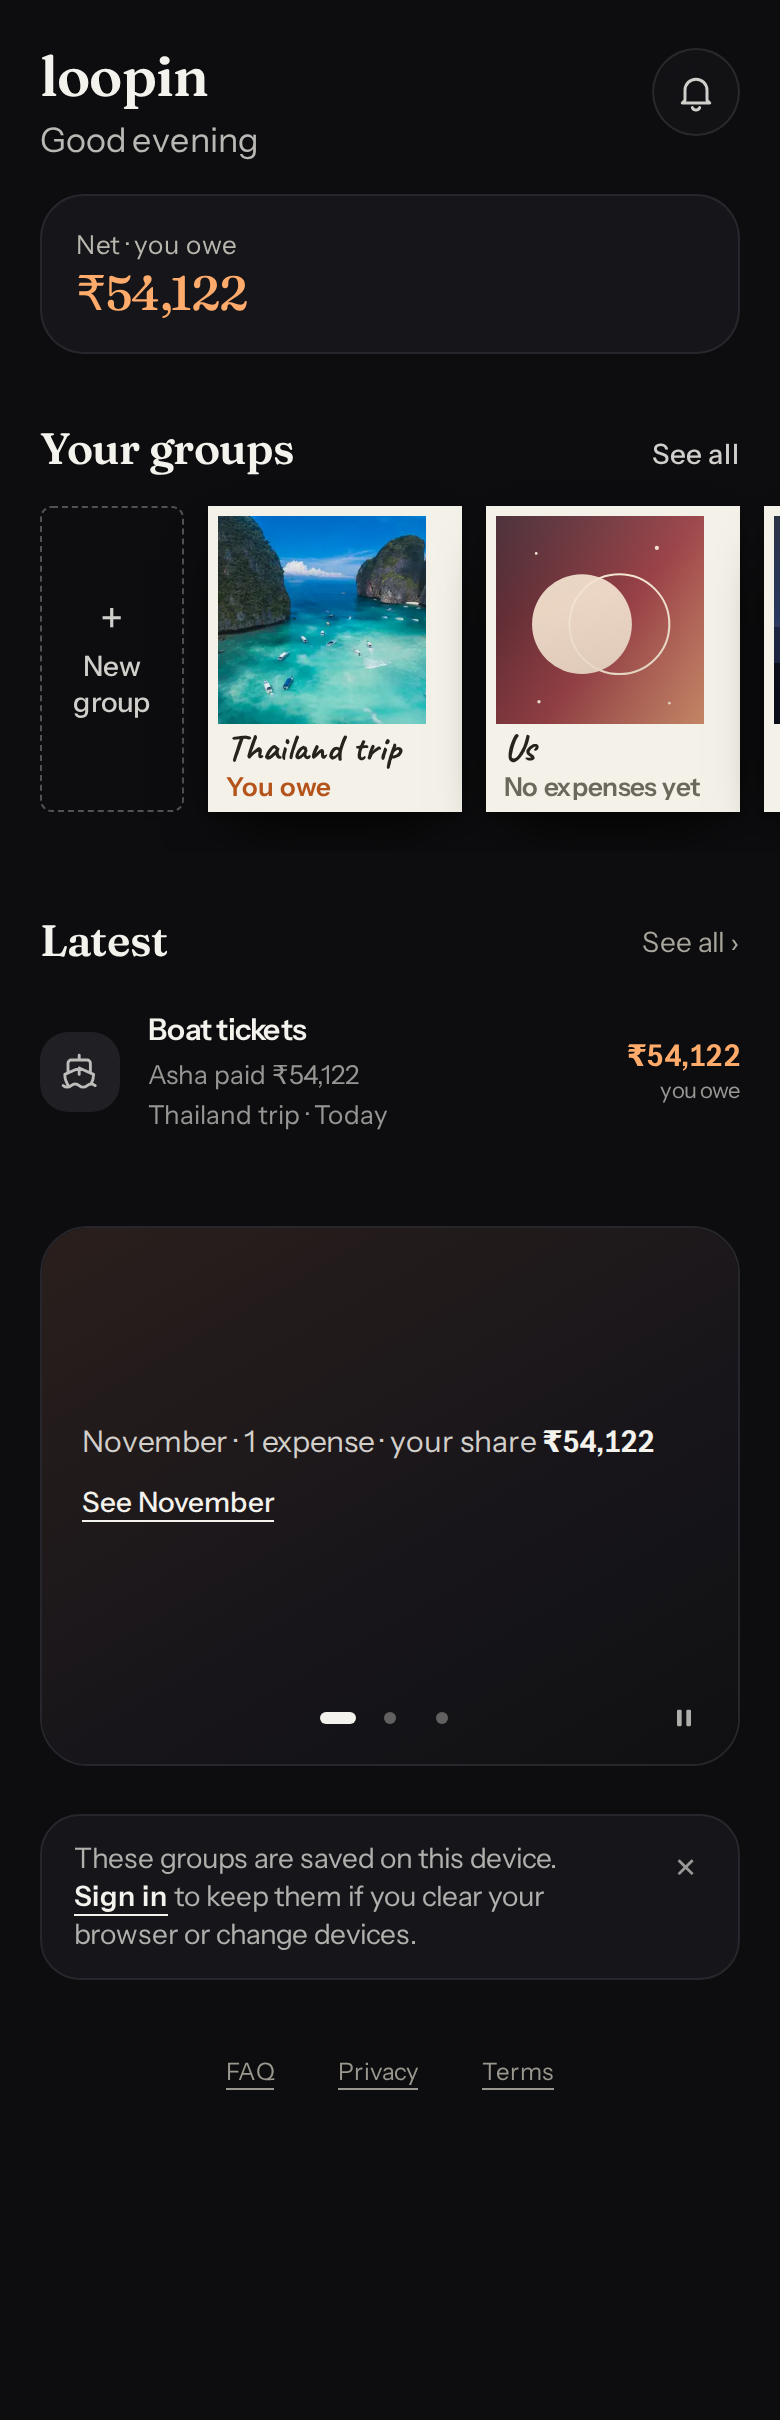 loopin
Good evening
Net · you owe
₹54,122
Your groups
See all
+
New
group
Thailand trip
You owe
Us
No expenses yet
Latest
See all ›
Boat tickets
Asha paid ₹54,122
Thailand trip · Today
₹54,122
you owe
November · 1 expense · your share ₹54,122
See November
These groups are saved on this device.
Sign in to keep them if you clear your
browser or change devices.
FAQ
Privacy
Terms